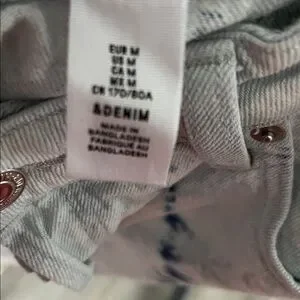 EUR M
US M
CA M
MX M
CN 170/80A
&DENIM
MADE IN
BANGLADESH
FABRIQUÉ AU
BANGLADESH